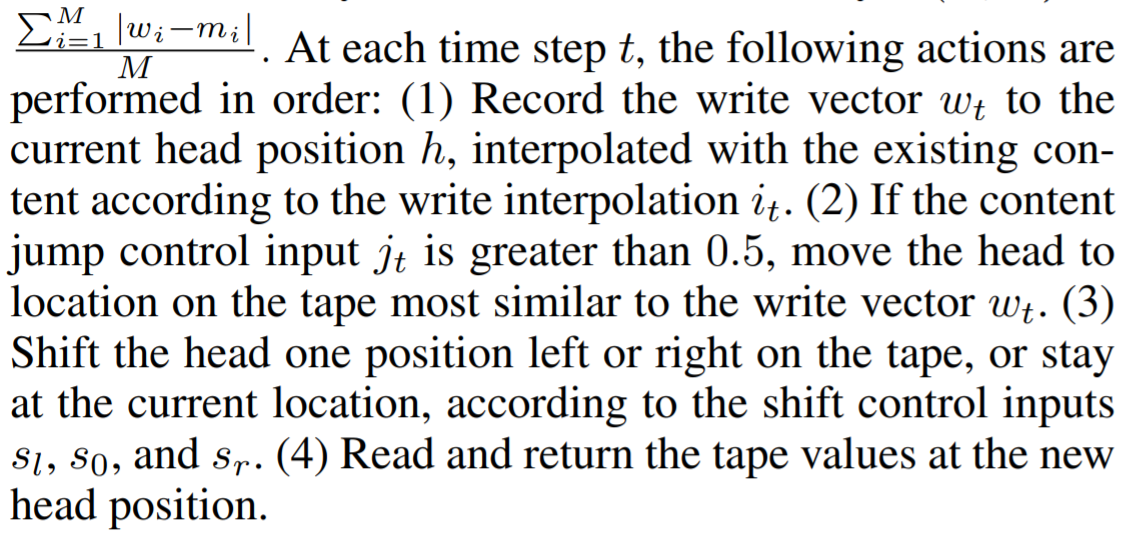 $\frac{\sum_{i=1}^{M} |w_i - m_i|}{M}$. At each time step $t$, the following actions are
performed in order: (1) Record the write vector $w_t$ to the
current head position $h$, interpolated with the existing con-
tent according to the write interpolation $i_t$. (2) If the content
jump control input $j_t$ is greater than 0.5, move the head to
location on the tape most similar to the write vector $w_t$. (3)
Shift the head one position left or right on the tape, or stay
at the current location, according to the shift control inputs
$s_l$, $s_0$, and $s_r$. (4) Read and return the tape values at the new
head position.